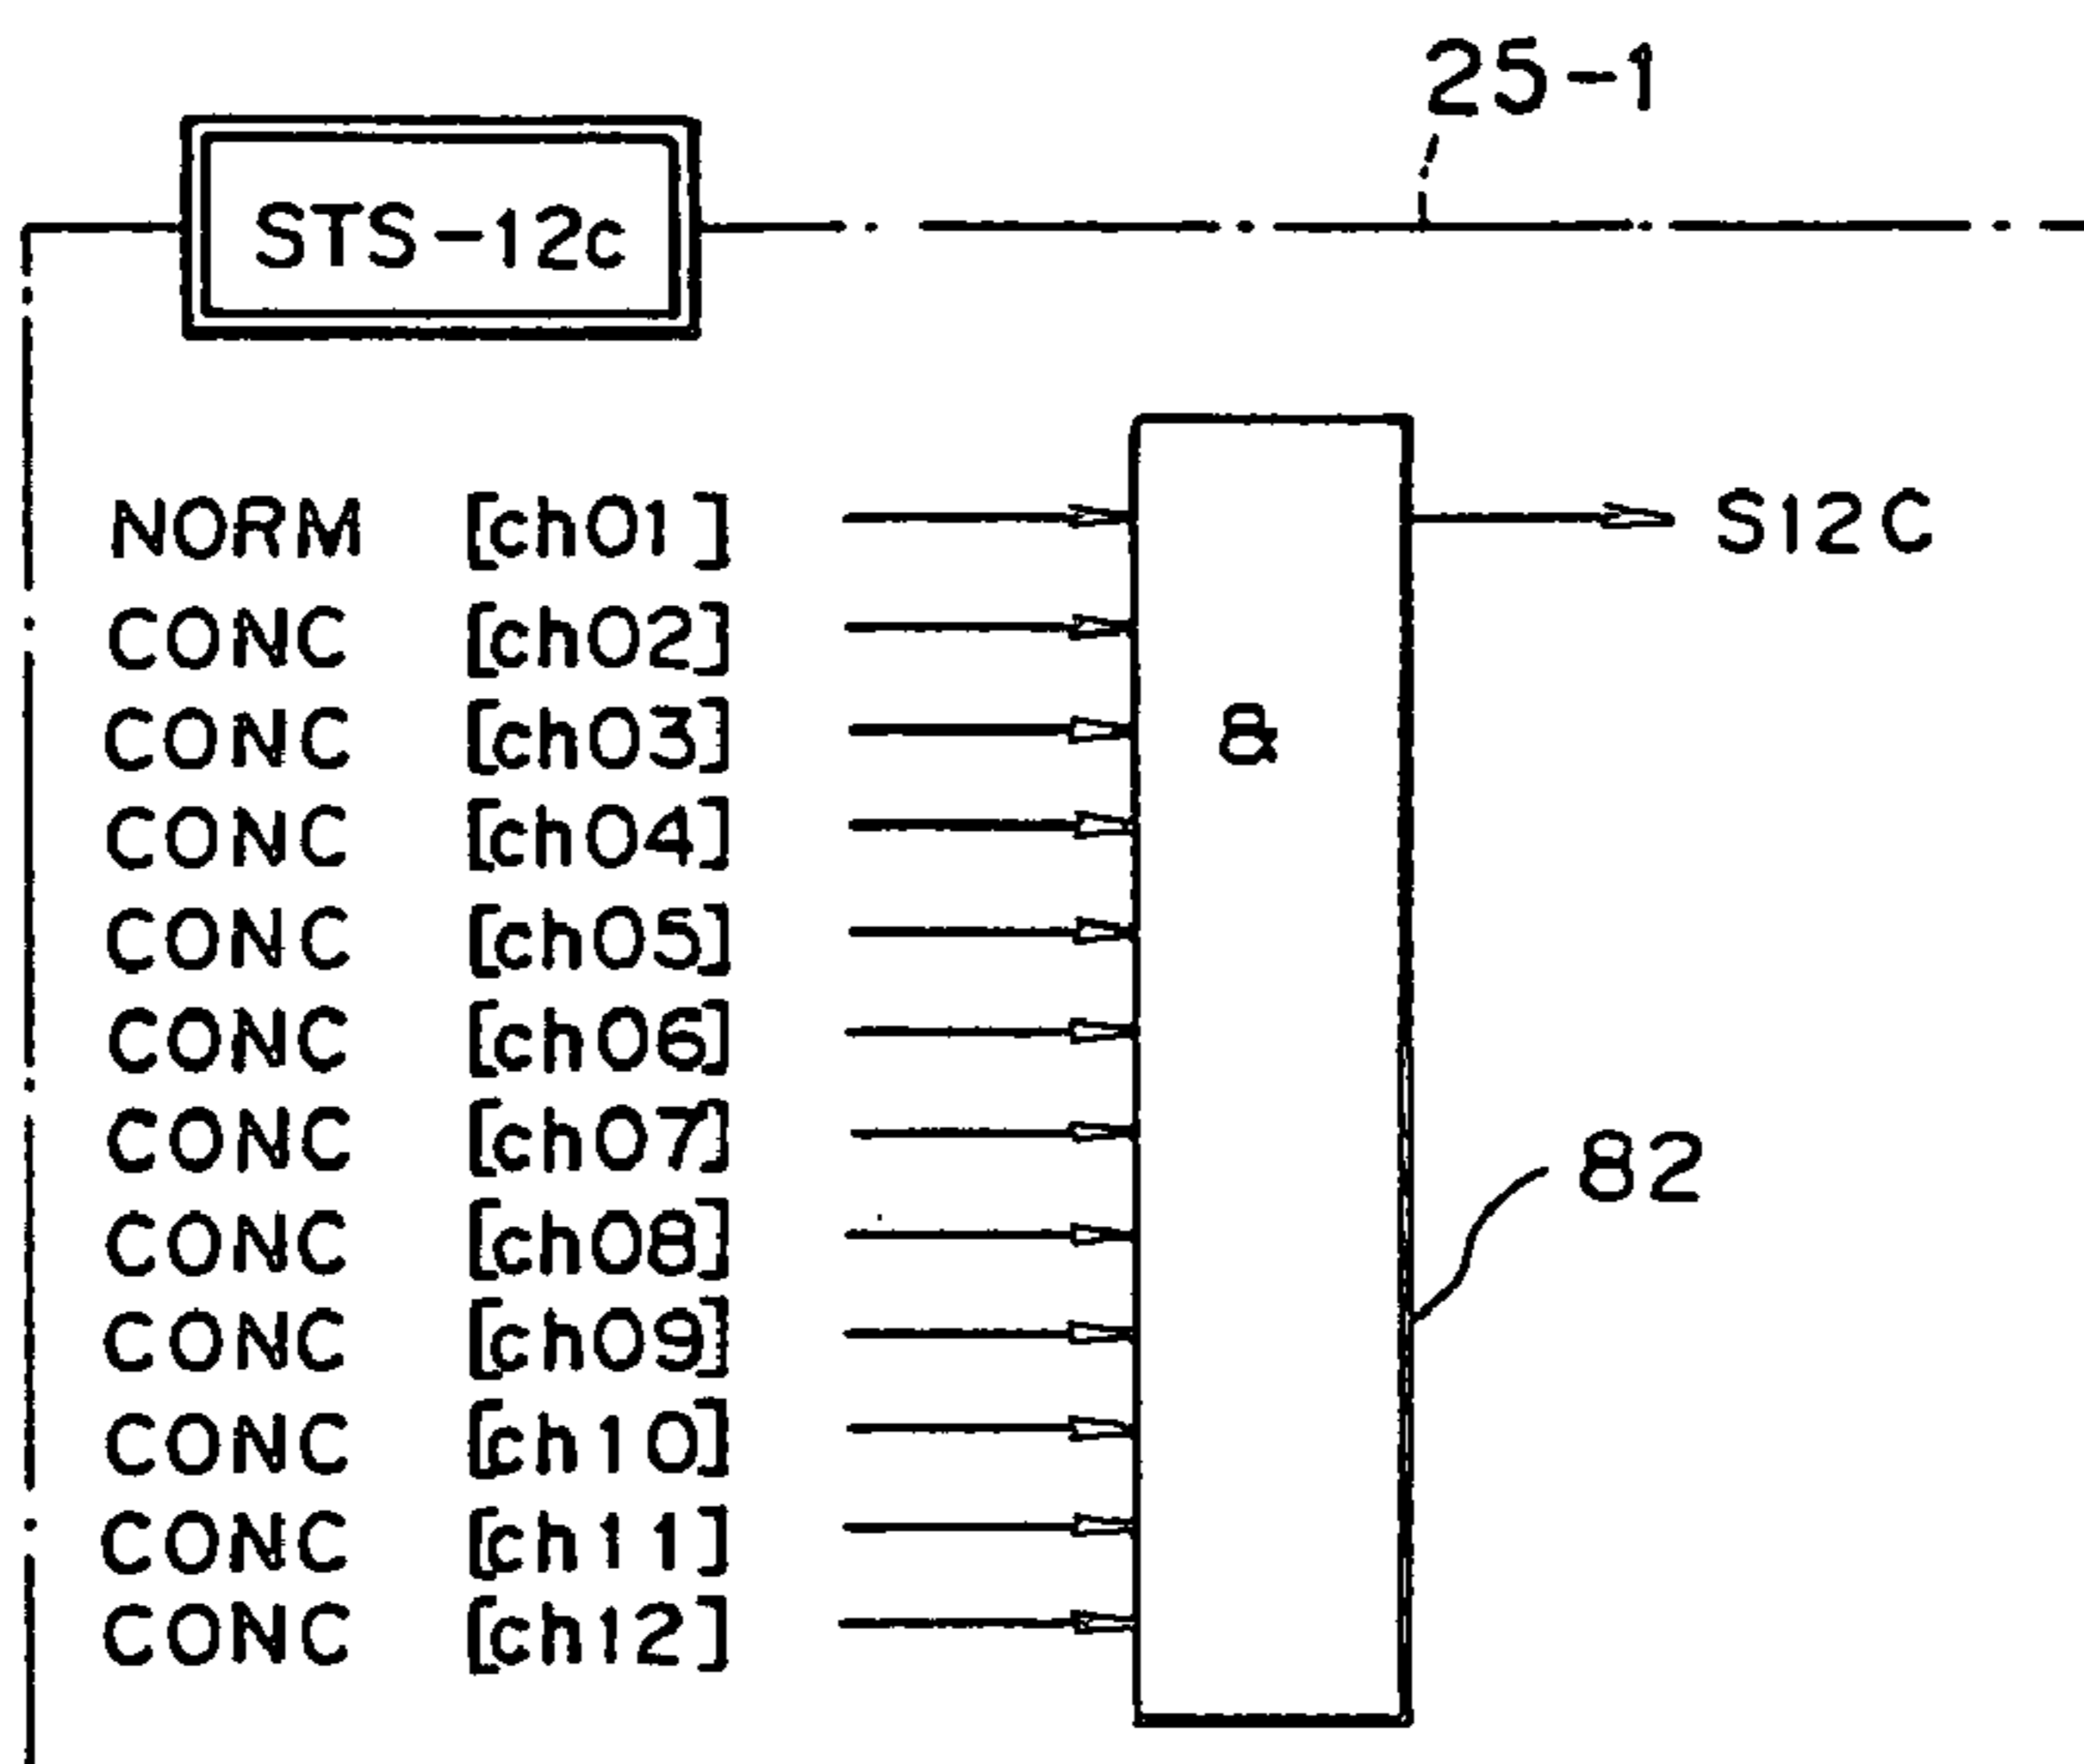 25-1
STS-12c
NORM [ch01] S12C
CONC [ch02]
CONC [ch03]
&
CONC [ch04]
CONC [ch05]
CONC [ch06]
CONC [ch07]
82
CONC [ch08]
CONC [ch09]
CONC [ch10]
CONC [ch11]
CONC [ch12]